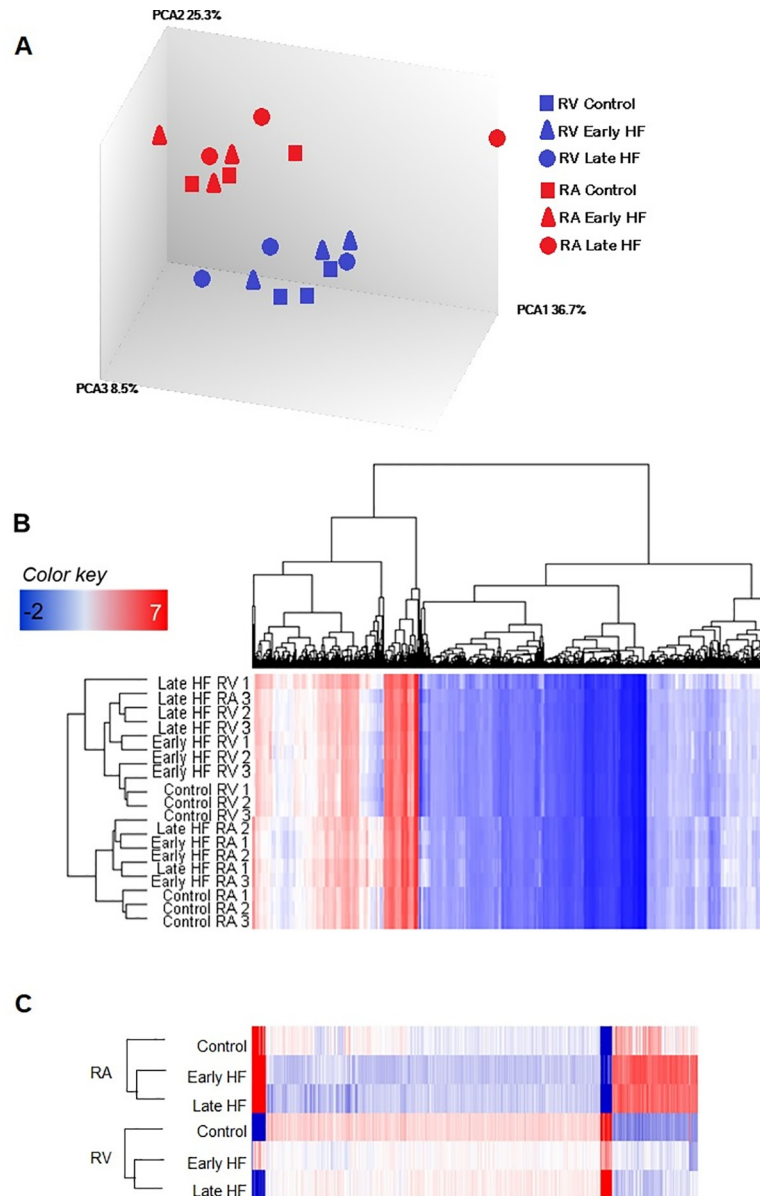 PCA2 25.3%
A
RV Control
RV Early HF
RV Late HF
RA Control
RA Early HF
RA Late HF
PCA1 36.7%
PCA3 8.5%
B
Color key
-2
7
Late HF RV 1
Late HF RA 3
Late HF RV 2
Late HF RV 3
Early HF RV 1
Early HF RV 2
Early HF RV 3
Control RV 1
Control RV 2
Control RV 3
Late HF RA 2
Early HF RA 1
Early HF RA 2
Late HF RA 1
Early HF RA 3
Control RA 1
Control RA 2
Control RA 3
C
RA
Control
Early HF
Late HF
RV
Control
Early HF
Late HF